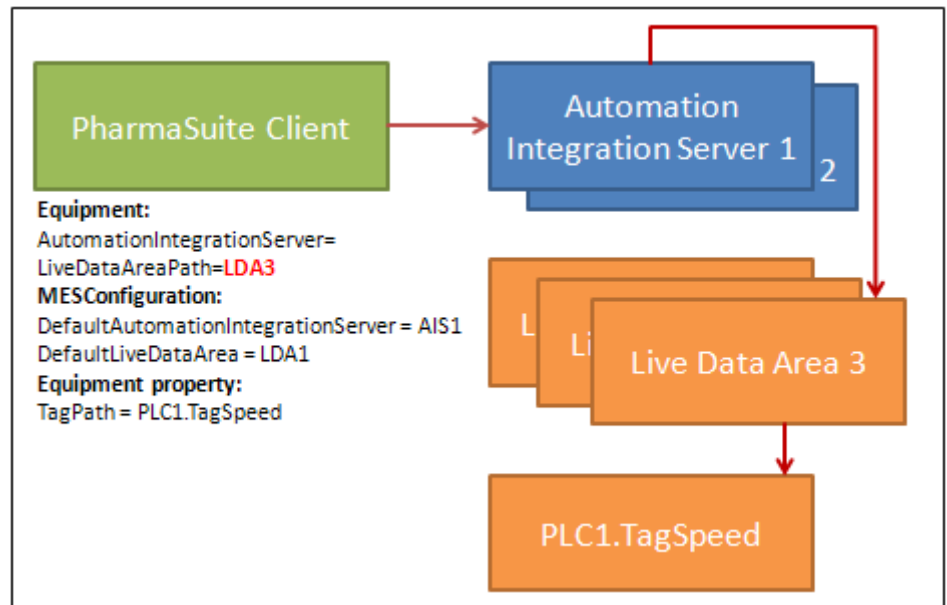 PharmaSuite Client
Automation
Integration Server 1
2
Equipment:
AutomationIntegrationServer=
LiveDataAreaPath=LDA3
MESConfiguration:
DefaultAutomationIntegrationServer = AIS1
DefaultLiveDataArea = LDA1
Equipment property:
TagPath = PLC1.TagSpeed
L
Li
Live Data Area 3
PLC1.TagSpeed